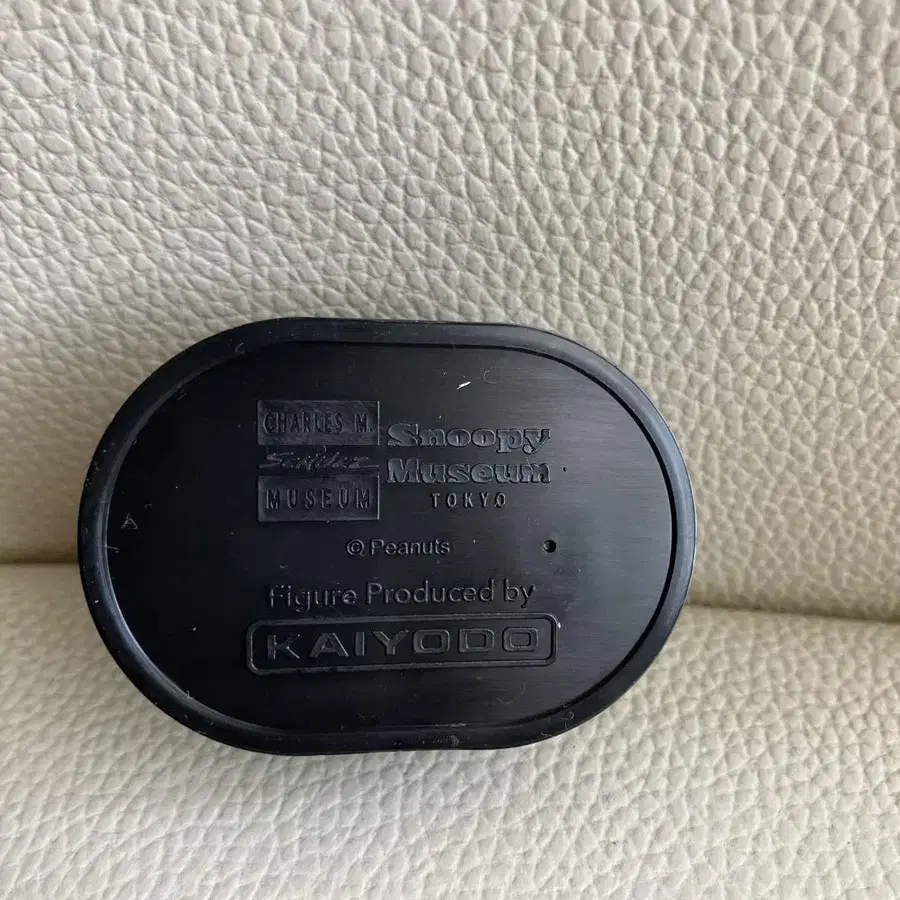 CHARLES M.
Schulz
MUSEUM
Snoopy
Museum
TOKYO
© Peanuts
Figure Produced by
KAIYODO